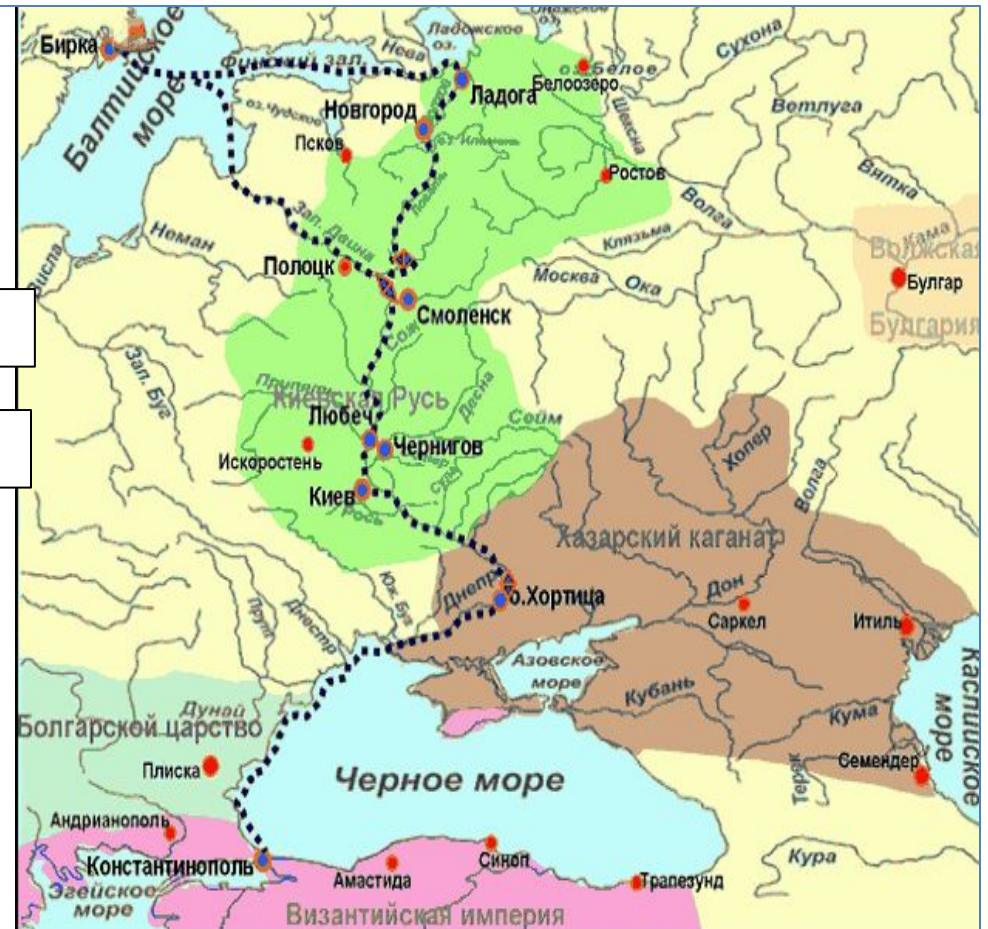 Бирка
Балтийское
море
Финский зал.
Нева
Ладожское
оз.
Онежское
оз.
Ладога
оз. Белое
Белоозеро
Сухона
Шексна
Ветлуга
Новгород
оз. Чудское
оз. Ильмень
Псков
Ловать
Ростов
Волга
Вятка
Кама
Клязьма
Неман
Висла
Зап. Двина
Полоцк
Москва
Ока
Волжская
Булгар
Булгария
Смоленск
Сож
Зап. Буг
Припять
Киевская Русь
Десна
Любеч
Чернигов
Сейм
Искоростень
Сула
Киев
Рось
Хопер
Волга
Хазарский каганат
Днепр
о.Хортица
Дон
Саркел
Итиль
Юж. Буг
Днестр
Прут
Азовское
море
Кубань
Кума
Каспийское
море
Дунай
Болгарской царство
Плиска
Терек
Семендер
Черное море
Андрианополь
Константинополь
Эгейское
море
Амастида
Синоп
Трапезунд
Кура
Византийская империя